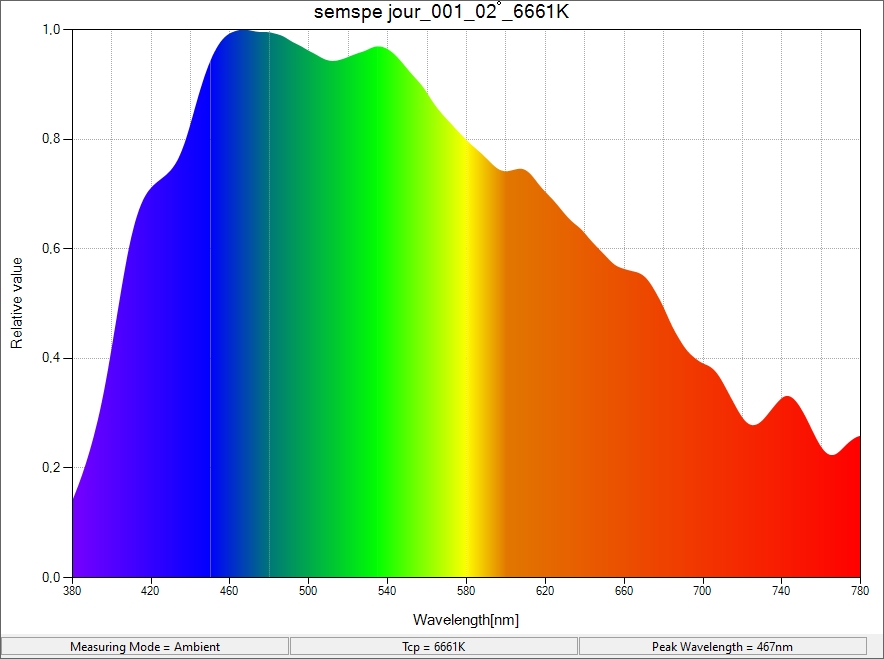 semspe jour_001_02°_6661K
1,0
0,8
0,6
0,4
0,2
0,0
Relative value
380 420 460 500 540 580 620 660 700 740 780
Wavelength[nm]
Measuring Mode = Ambient Tcp = 6661K Peak Wavelength = 467nm